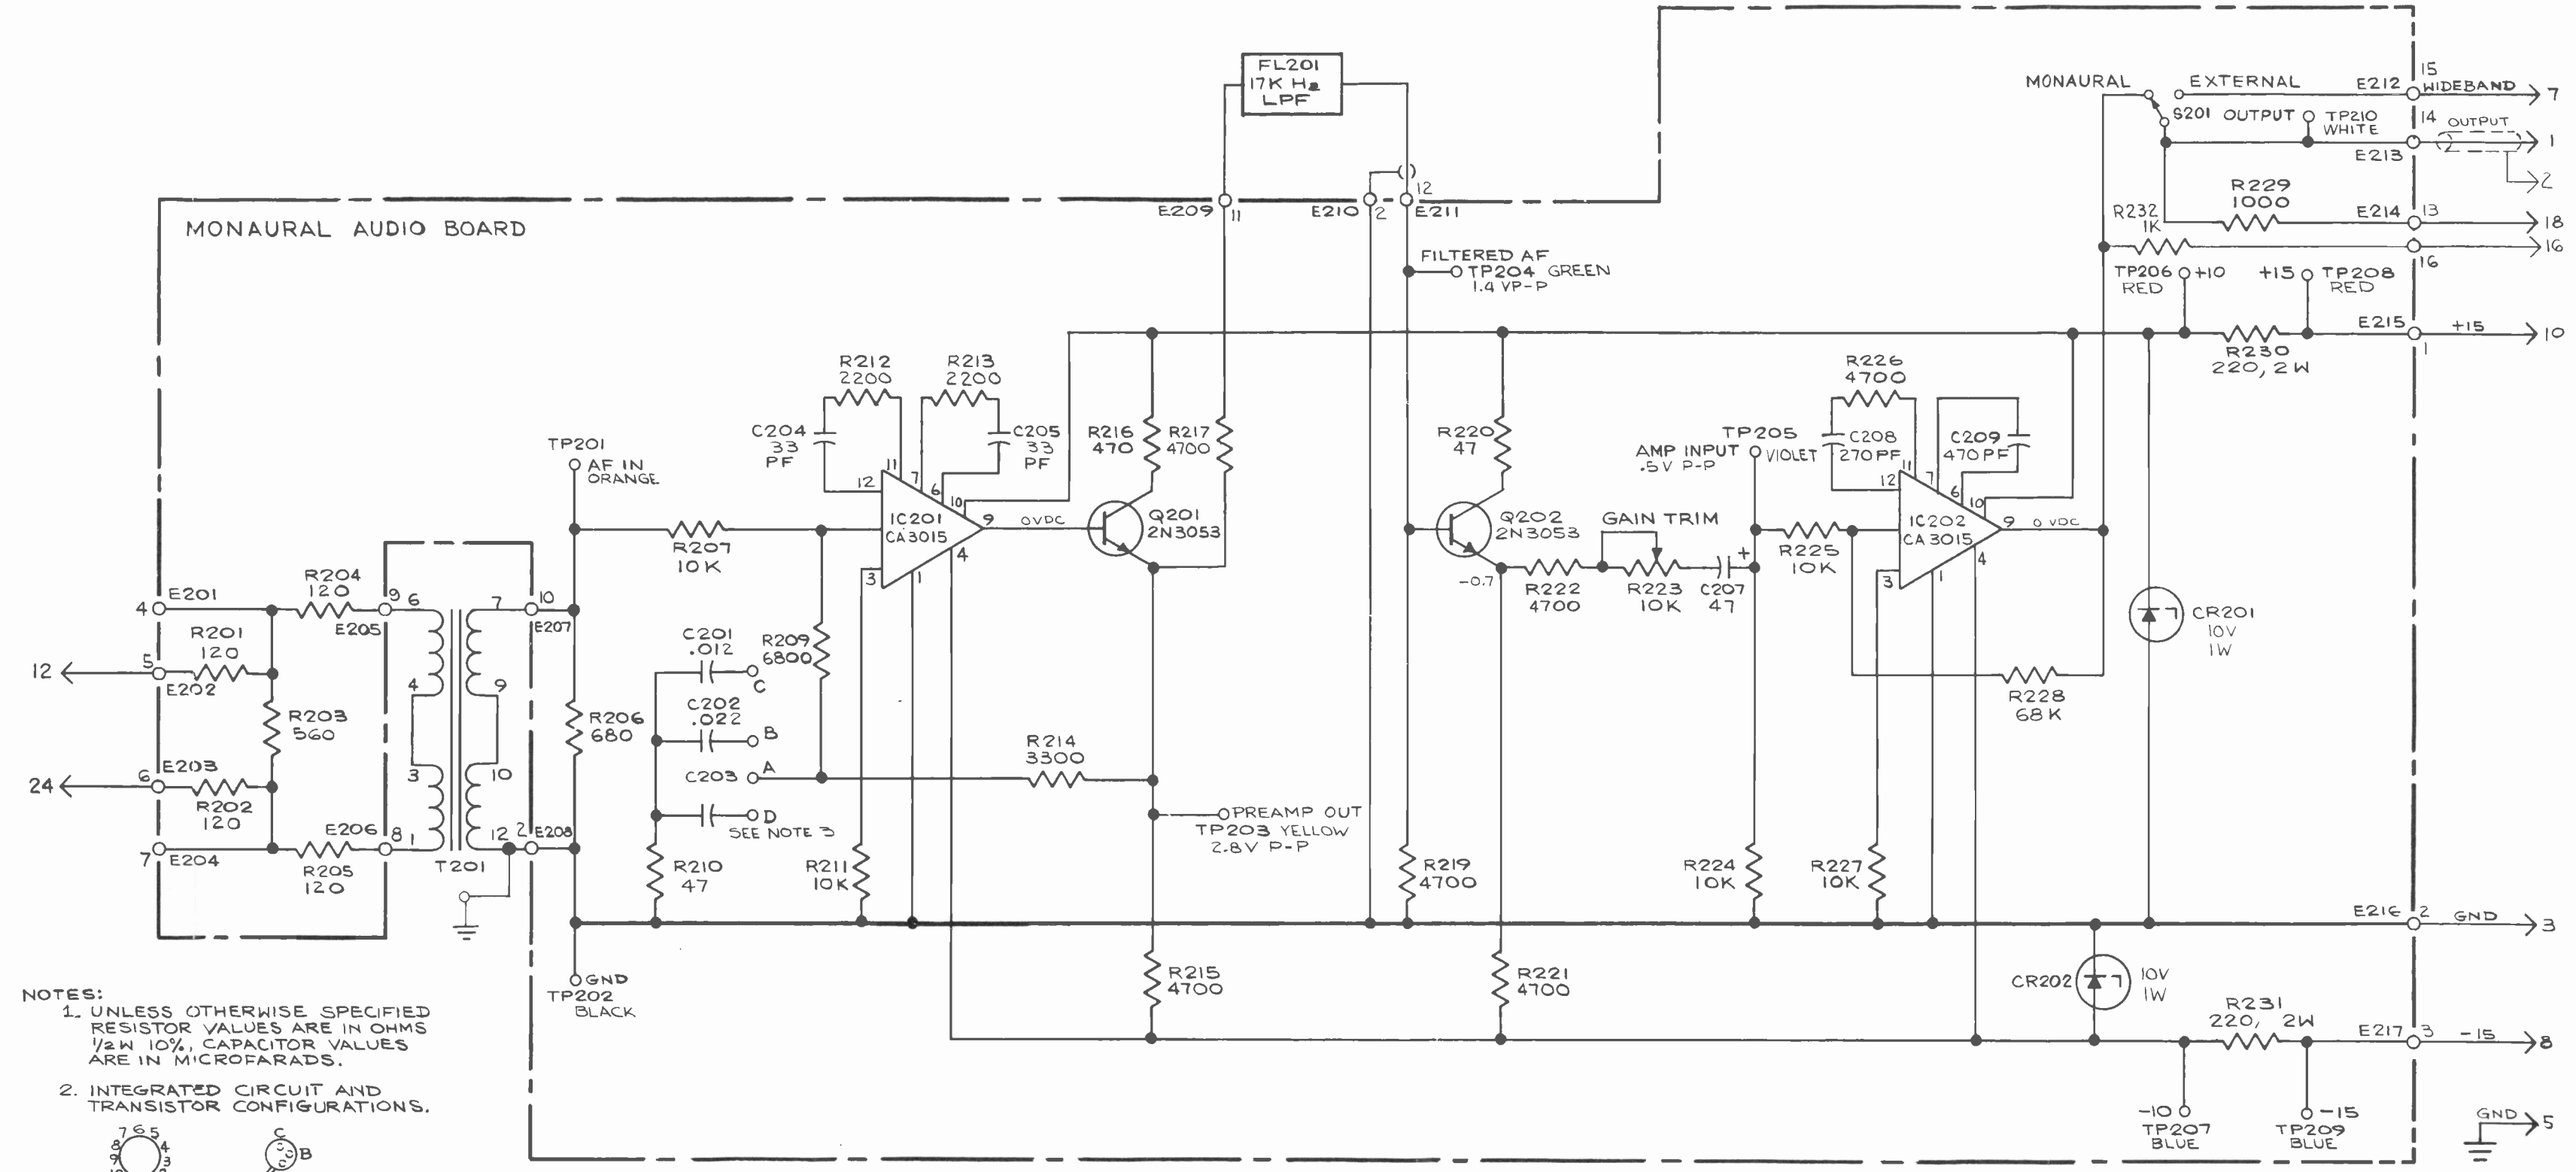 FL201
17K Hz
LPF
E209
11
E210
2
12
E211
MONAURAL AUDIO BOARD
MONAURAL
EXTERNAL
E212
15
WIDEBAND
7
S201
OUTPUT
TP210
WHITE
14
OUTPUT
E213
1
2
R229
1000
E214
13
18
R232
1K
16
16
FILTERED AF
TP204 GREEN
1.4 VP-P
TP206
RED
+10
+15
TP208
RED
R230
220, 2W
E215
+15
10
1
R212
2200
R213
2200
C204
33
PF
C205
33
PF
R216
470
R217
4700
11
7
6
12
10
IC201
CA3015
9
3
1
4
0VDC
Q201
2N3053
TP201
AF IN
ORANGE
R207
10K
R220
47
Q202
2N3053
-0.7
GAIN TRIM
R222
4700
R223
10K
C207
47
+
TP205
VIOLET
AMP INPUT
.5V P-P
R225
10K
R226
4700
C208
270PF
C209
470PF
11
7
6
12
10
IC202
CA3015
9
3
1
4
0 VDC
R228
68K
CR201
10V
1W
4
E201
R201
120
12
5
E202
R203
560
24
6
E203
R202
120
7
E204
R204
120
9
6
E205
7
10
E207
4
9
3
10
E206
8
1
12
2
E208
R205
120
T201
R206
680
C201
.012
C
C202
.022
B
C203
A
D
SEE NOTE 3
R209
6800
R210
47
R211
10K
R214
3300
PREAMP OUT
TP203 YELLOW
2.8V P-P
R219
4700
R224
10K
R227
10K
E216
2
GND
3
GND
TP202
BLACK
R215
4700
R221
4700
CR202
10V
1W
R231
220, 2W
E217
3
-15
8
-10
TP207
BLUE
-15
TP209
BLUE
GND
5
NOTES:
1. UNLESS OTHERWISE SPECIFIED
RESISTOR VALUES ARE IN OHMS
1/2W 10%, CAPACITOR VALUES
ARE IN MICROFARADS.
2. INTEGRATED CIRCUIT AND
TRANSISTOR CONFIGURATIONS.
7 6 5
8
4
9
3
C
B